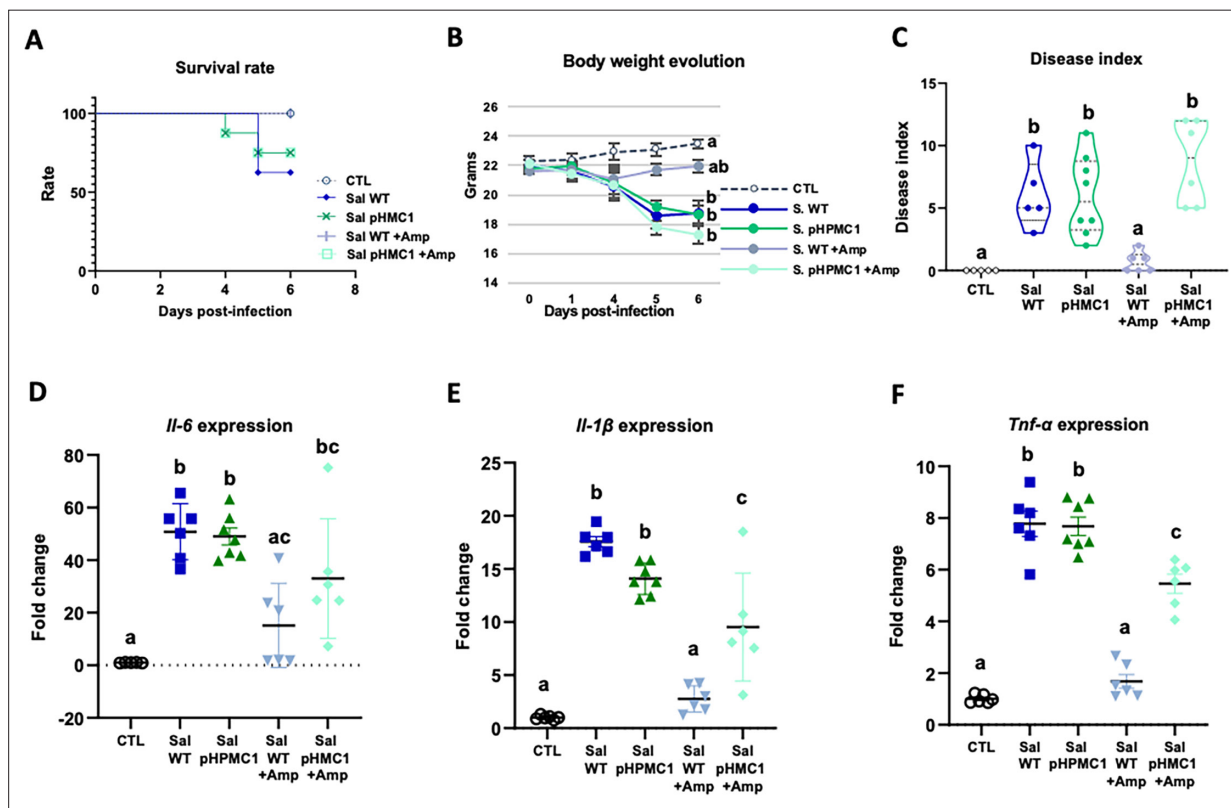 A
Survival rate
100
50
0
Rate
0
2
4
6
8
Days post-infection
CTL
Sal WT
Sal pHMC1
Sal WT +Amp
Sal pHMC1 +Amp
B
Body weight evolution
26
24
22
20
18
16
14
Grams
0
1
4
5
6
Days post-infection
a
ab
b
b
b
CTL
S. WT
S. pHPMC1
S. WT +Amp
S. pHPMC1 +Amp
C
Disease index
15
10
5
0
Disease index
a
b
b
a
b
CTL
Sal
WT
Sal
pHMC1
Sal
WT
+Amp
Sal
pHMC1
+Amp
D
Il-6 expression
80
60
40
20
0
-20
Fold change
a
b
b
ac
bc
CTL
Sal
WT
Sal
pHPMC1
Sal
WT
+Amp
Sal
pHMC1
+Amp
E
Il-1β expression
25
20
15
10
5
0
Fold change
a
b
b
a
c
CTL
Sal
WT
Sal
pHPMC1
Sal
WT
+Amp
Sal
pHMC1
+Amp
F
Tnf-α expression
10
8
6
4
2
0
Fold change
a
b
b
a
c
CTL
Sal
WT
Sal
pHPMC1
Sal
WT
+Amp
Sal
pHMC1
+Amp